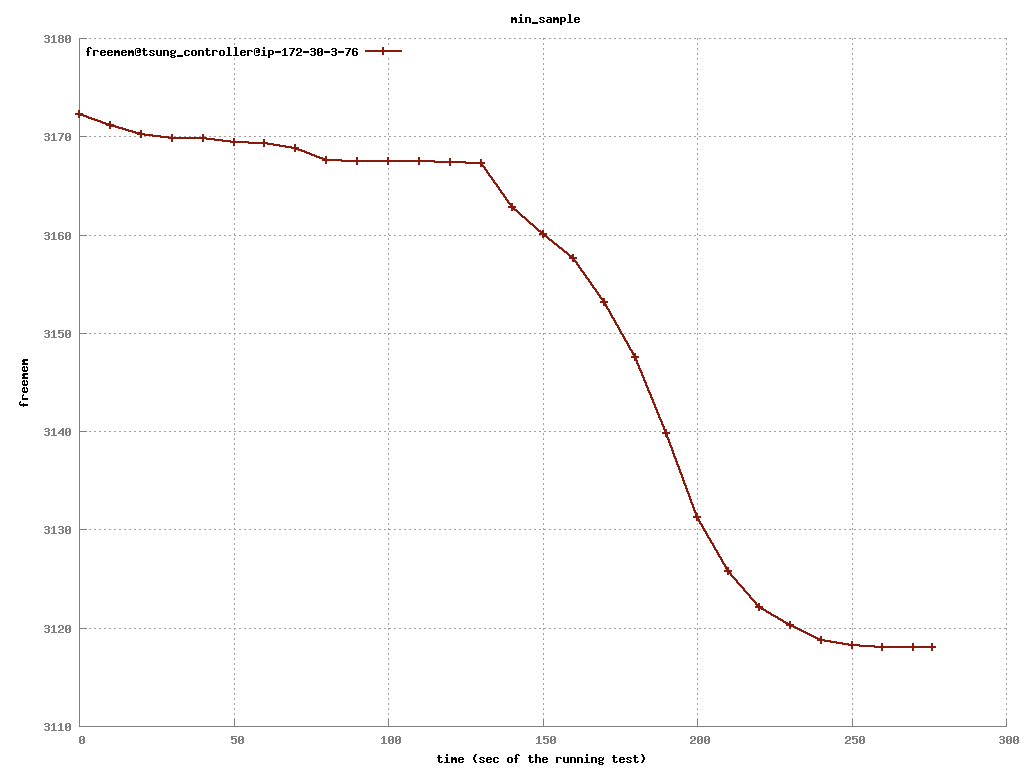 min_sample
freemem@tsung_controller@ip-172-30-3-76
3180
3170
3160
3150
3140
3130
3120
3110
freemem
0 50 100 150 200 250 300
time (sec of the running test)